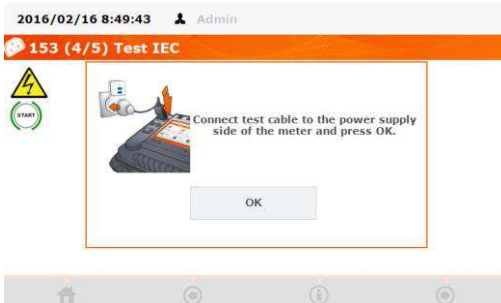 2016/02/16 8:49:43 Admin
153 (4/5) Test IEC
START
Connect test cable to the power supply
side of the meter and press OK.
OK